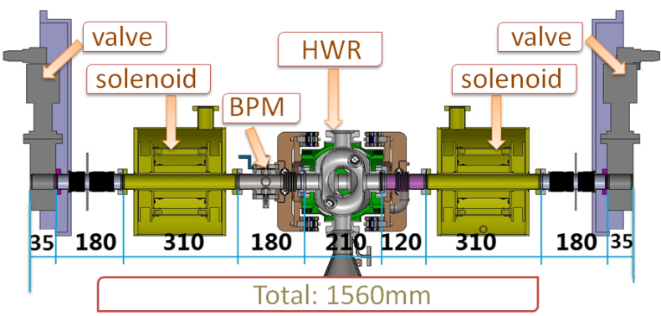 valve
HWR
valve
solenoid
solenoid
BPM
35
180
310
180
210
120
310
180
35
Total: 1560mm